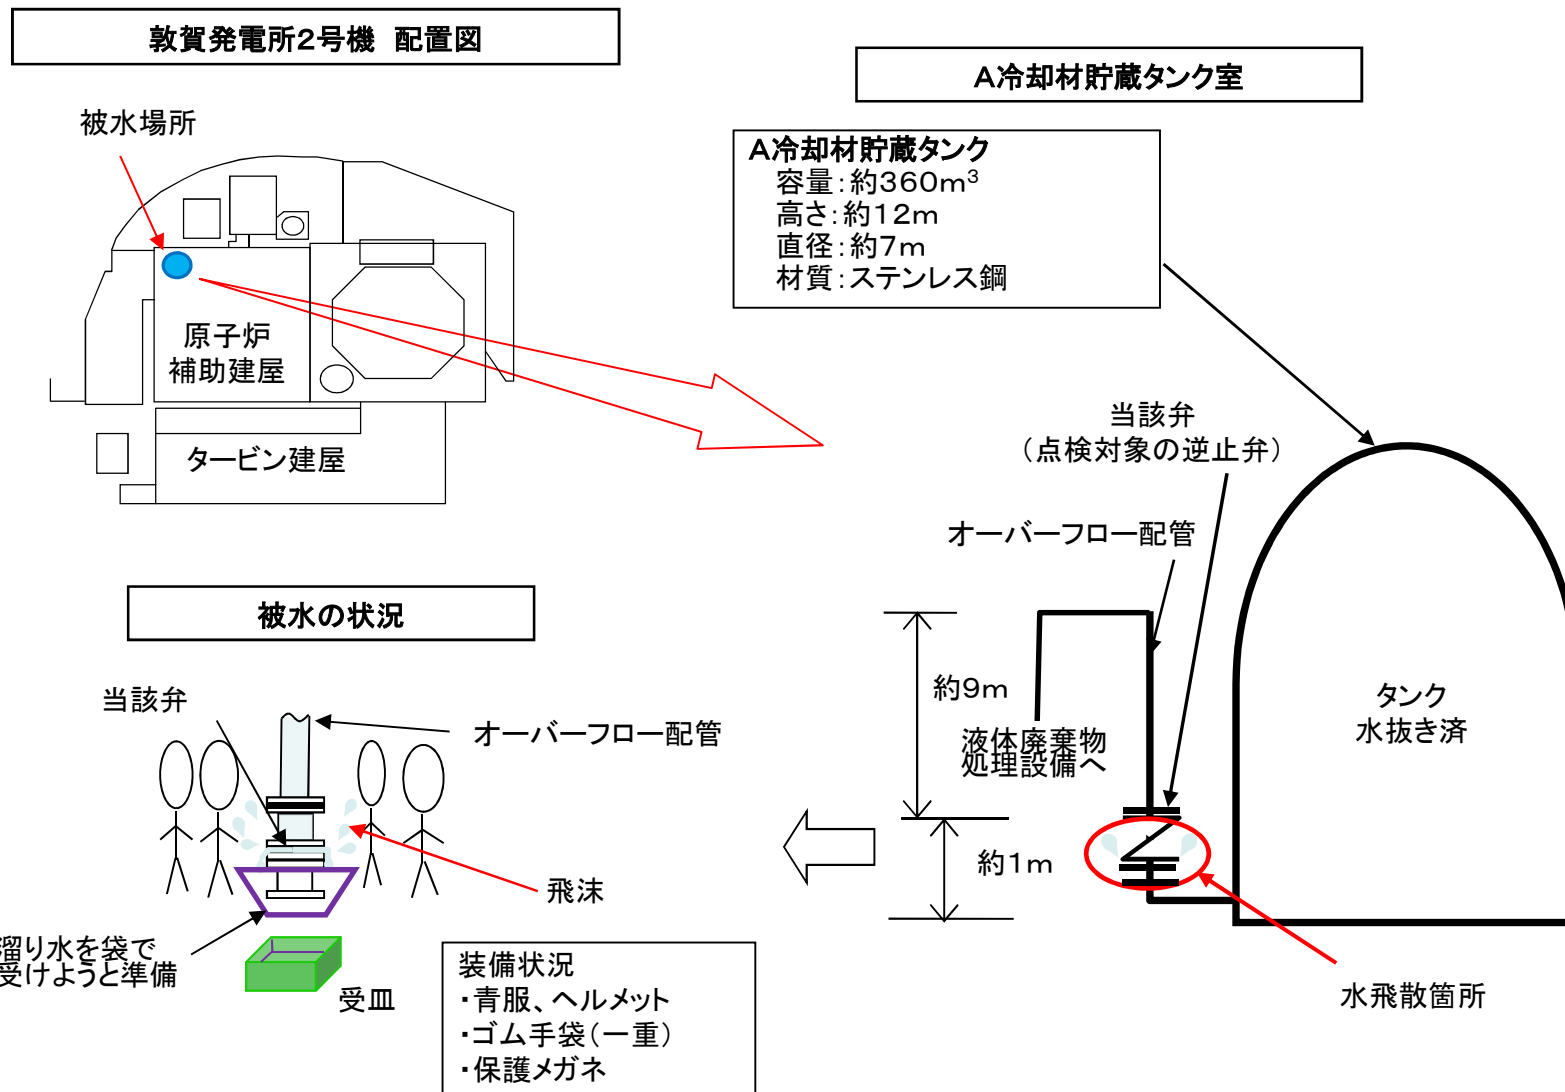 敦賀発電所2号機 配置図
被水場所
原子炉
補助建屋
タービン建屋
A冷却材貯蔵タンク室
A冷却材貯蔵タンク
容量:約360m³
高さ:約12m
直径:約7m
材質:ステンレス鋼
当該弁
(点検対象の逆止弁)
オーバーフロー配管
約9m
液体廃棄物
処理設備へ
約1m
タンク
水抜き済
水飛散箇所
被水の状況
当該弁
オーバーフロー配管
飛沫
溜り水を袋で
受けようと準備
受皿
装備状況
・青服、ヘルメット
・ゴム手袋(一重)
・保護メガネ